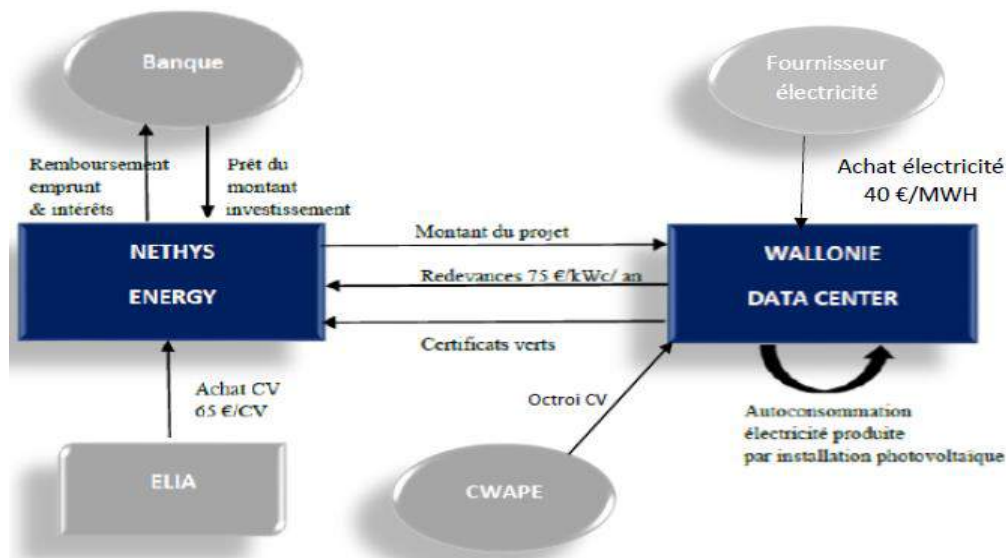 Banque
Fournisseur
électricité
Remboursement
emprunt
& intérêts
Prêt du
montant
investissement
Achat électricité
40 €/MWH
NETHYS
ENERGY
Montant du projet
Redevances 75 €/kWc/ an
Certificats verts
WALLONIE
DATA CENTER
Achat CV
65 €/CV
Octroi CV
Autoconsommation
électricité produite
par installation photovoltaïque
ELIA
CWAPE